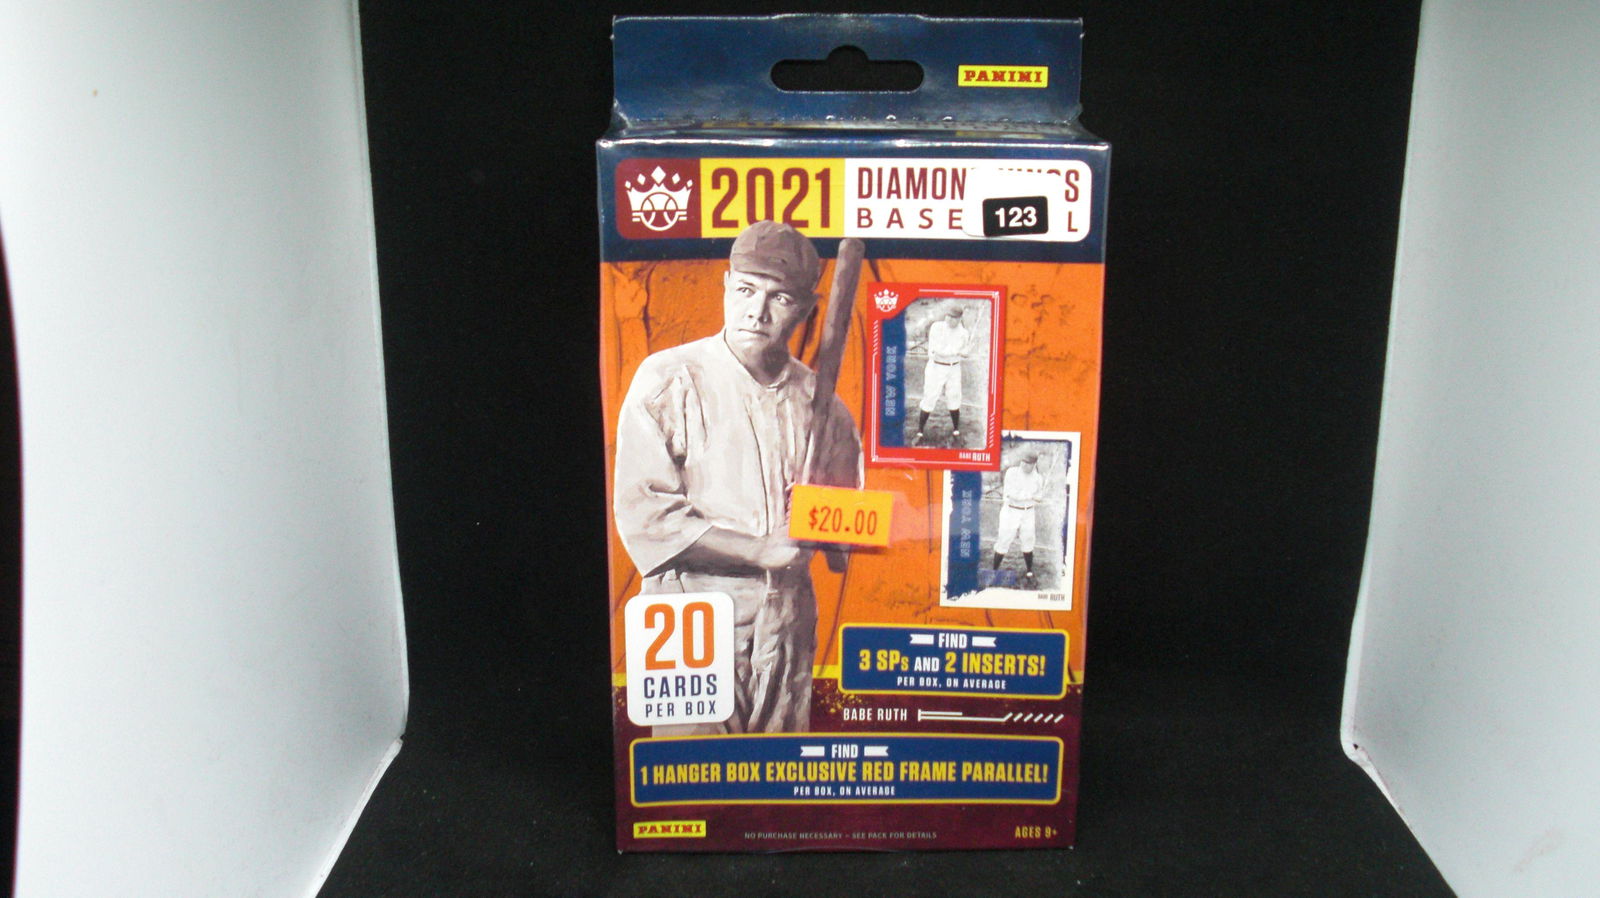 PANINI
2021
DIAMON
S
BASE
L
123
NEW YORK
BABE RUTH
NEW YORK
BABE RUTH
$20.00
20
CARDS
PER BOX
FIND
3 SPs AND 2 INSERTS!
PER BOX, ON AVERAGE
BABE RUTH
FIND
1 HANGER BOX EXCLUSIVE RED FRAME PARALLEL!
PER BOX, ON AVERAGE
PANINI
NO PURCHASE NECESSARY – SEE PACK FOR DETAILS
AGES 9+